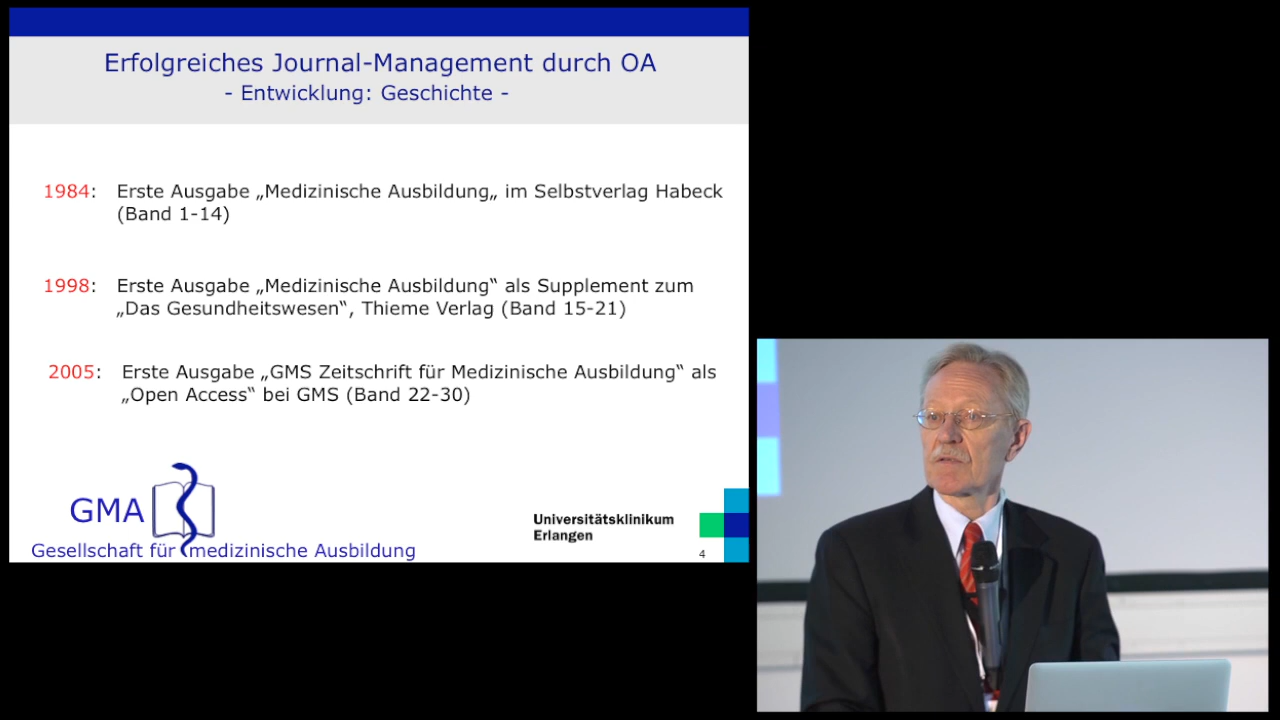 Erfolgreiches Journal-Management durch OA
- Entwicklung: Geschichte -
1984: Erste Ausgabe „Medizinische Ausbildung„ im Selbstverlag Habeck
(Band 1-14)
1998: Erste Ausgabe „Medizinische Ausbildung“ als Supplement zum
„Das Gesundheitswesen“, Thieme Verlag (Band 15-21)
2005: Erste Ausgabe „GMS Zeitschrift für Medizinische Ausbildung“ als
„Open Access“ bei GMS (Band 22-30)
GMA
Gesellschaft für medizinische Ausbildung
Universitätsklinikum
Erlangen
4